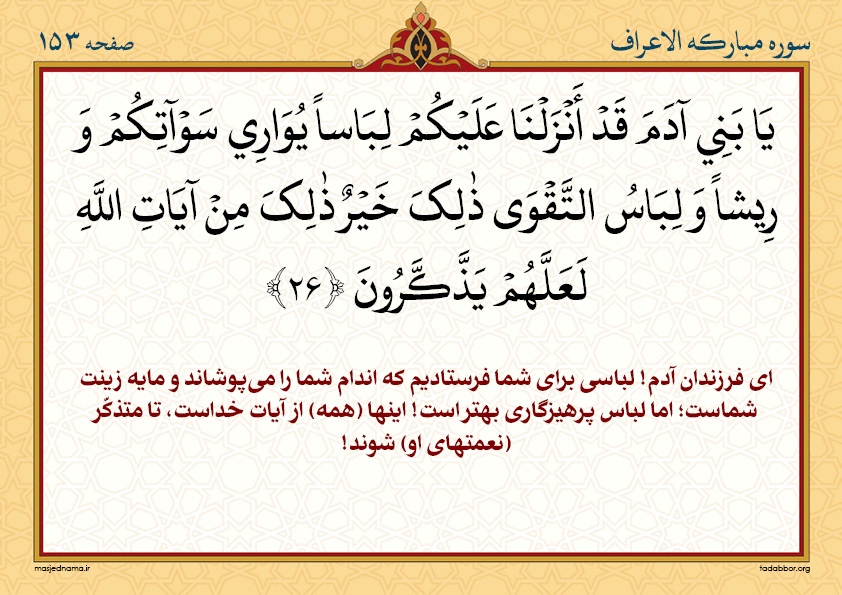 سوره مبارکه الاعراف
صفحه ۱۵۳
يَا بَنِي آدَمَ قَدْ أَنْزَلْنَا عَلَيْکُمْ لِبَاساً يُوَارِي سَوْآتِکُمْ وَ
رِيشاً وَ لِبَاسُ التَّقْوَى ذٰلِکَ خَيْرٌ ذٰلِکَ مِنْ آيَاتِ اللَّهِ
لَعَلَّهُمْ يَذَّکَّرُونَ ﴿۲۶﴾
ای فرزندان آدم! لباسی برای شما فرستادیم که اندام شما را می‌پوشاند و مایه زینت
شماست؛ اما لباس پرهیزگاری بهتر است! اینها (همه) از آیات خداست، تا متذکّر
(نعمتهای او) شوند!
masjednama.ir
tadabbor.org